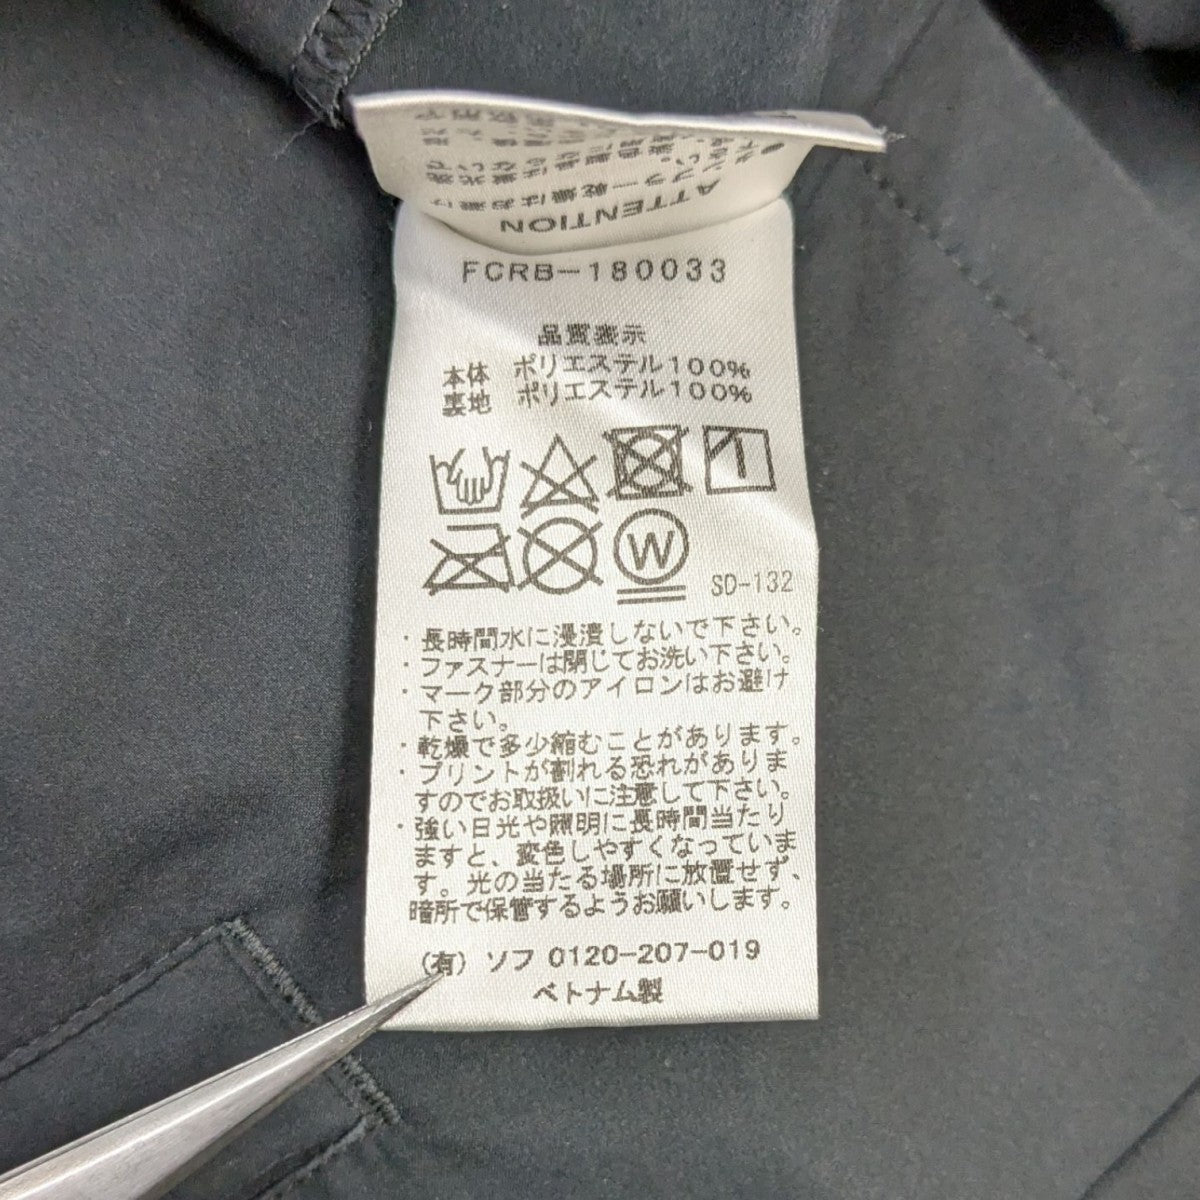 ATTENTION
FCRB-180033
品質表示
本体 ポリエステル100%
裏地 ポリエステル100%
W
SD-132
・長時間水に浸漬しないで下さい。
・ファスナーは閉じてお洗い下さい。
・マーク部分のアイロンはお避け
下さい。
・乾燥で多少縮むことがあります。
・プリントが割れる恐れがありま
すのでお取扱いに注意して下さい。
・強い日光や照明に長時間当たり
ますと、変色しやすくなっていま
す。光の当たる場所に放置せず、
暗所で保管するようお願いします。
(有) ソフ 0120-207-019
ベトナム製